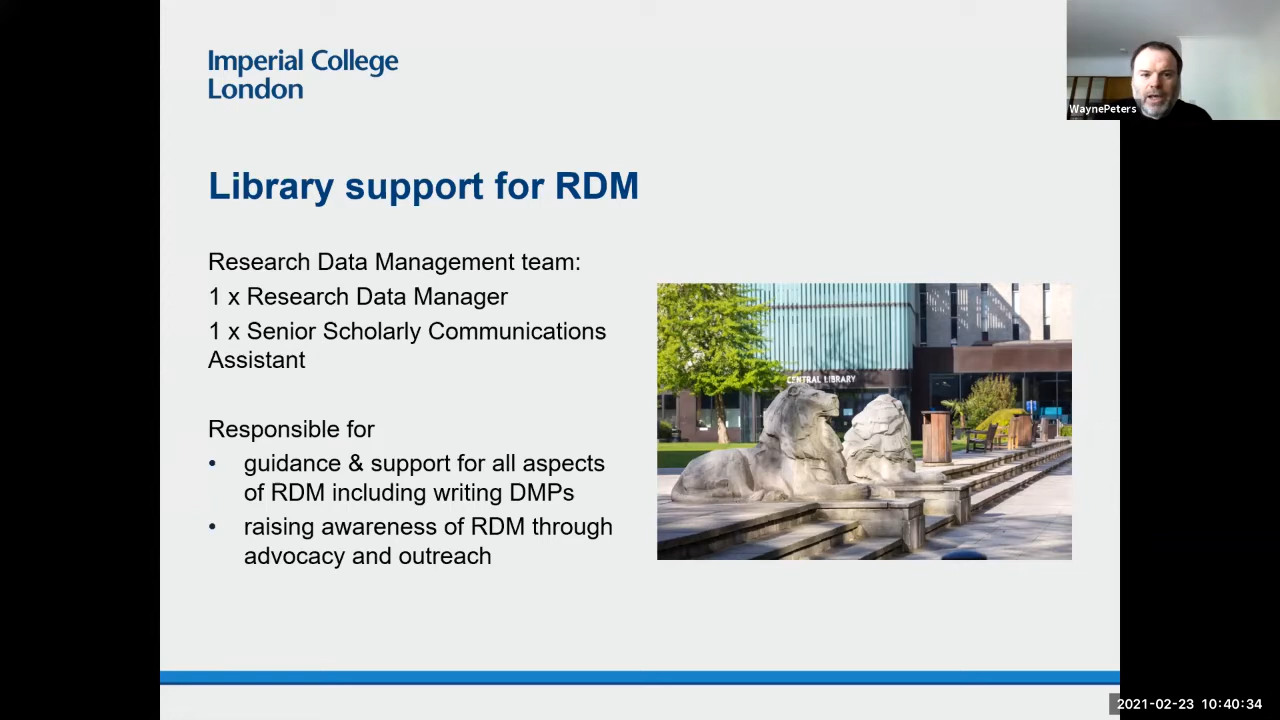 Imperial College
London
WaynePeters
Library support for RDM
Research Data Management team:
1 x Research Data Manager
1 x Senior Scholarly Communications
Assistant
CENTRAL LIBRARY
Responsible for
• guidance & support for all aspects
of RDM including writing DMPs
• raising awareness of RDM through
advocacy and outreach
2021-02-23 10:40:34